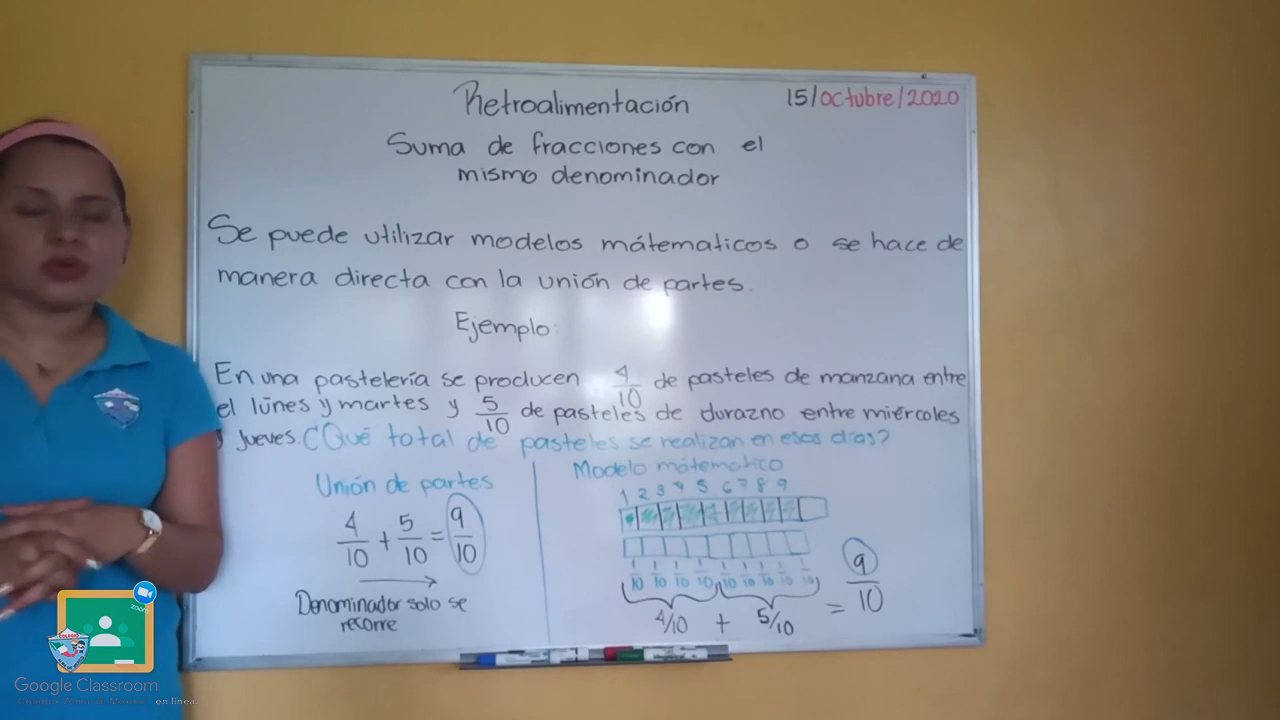 Retroalimentación
15/octubre/2020
Suma de fracciones con el
mismo denominador
Se puede utilizar modelos mátematicos o se hace de
manera directa con la unión de partes.
Ejemplo:
En una pastelería se producen 4/10 de pasteles de manzana entre
el lúnes y martes y 5/10 de pasteles de durazno entre miércoles
y jueves. ¿Qué total de pasteles se realizan en esos días?
Unión de partes
4/10 + 5/10 = 9/10
Denominador solo se
recorre
Modelo mátematico
1 2 3 4 5 6 7 8 9
1/10 1/10 1/10 1/10 1/10 1/10 1/10 1/10 1/10
4/10 + 5/10 = 9/10
zoom
COLEGIO
Google Classroom
en línea.